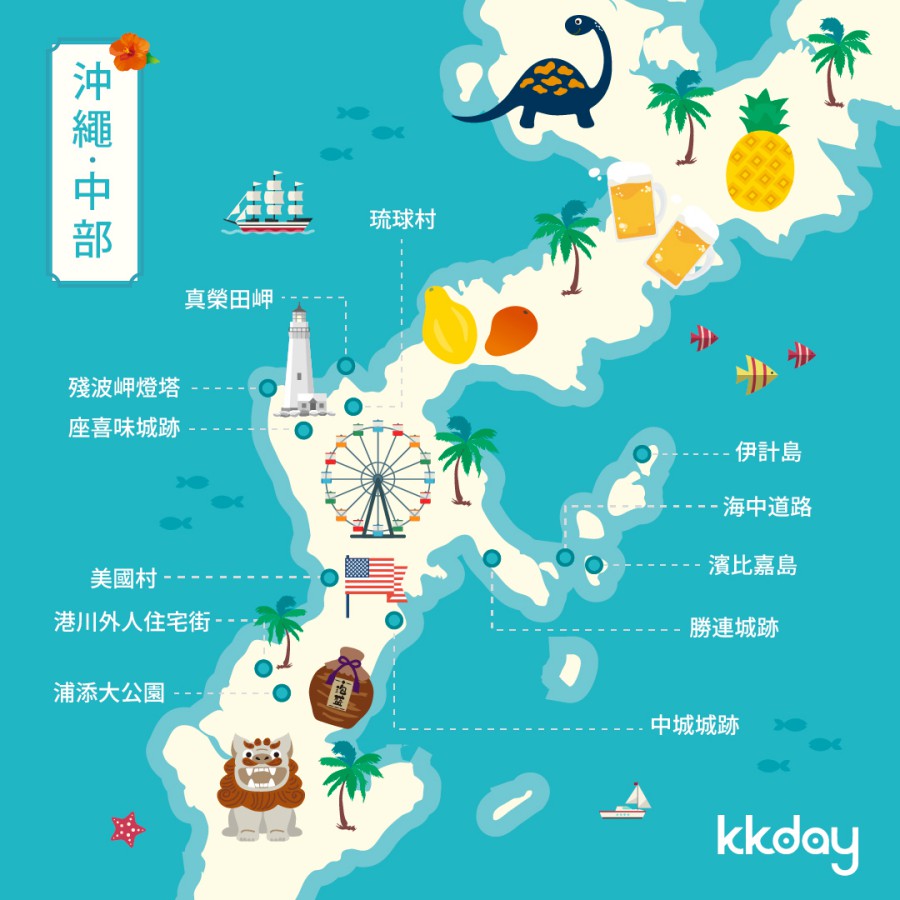 沖繩・中部
琉球村
真榮田岬
殘波岬燈塔
座喜味城跡
伊計島
海中道路
濱比嘉島
美國村
港川外人住宅街
勝連城跡
浦添大公園
中城城跡
泡盛
kkday